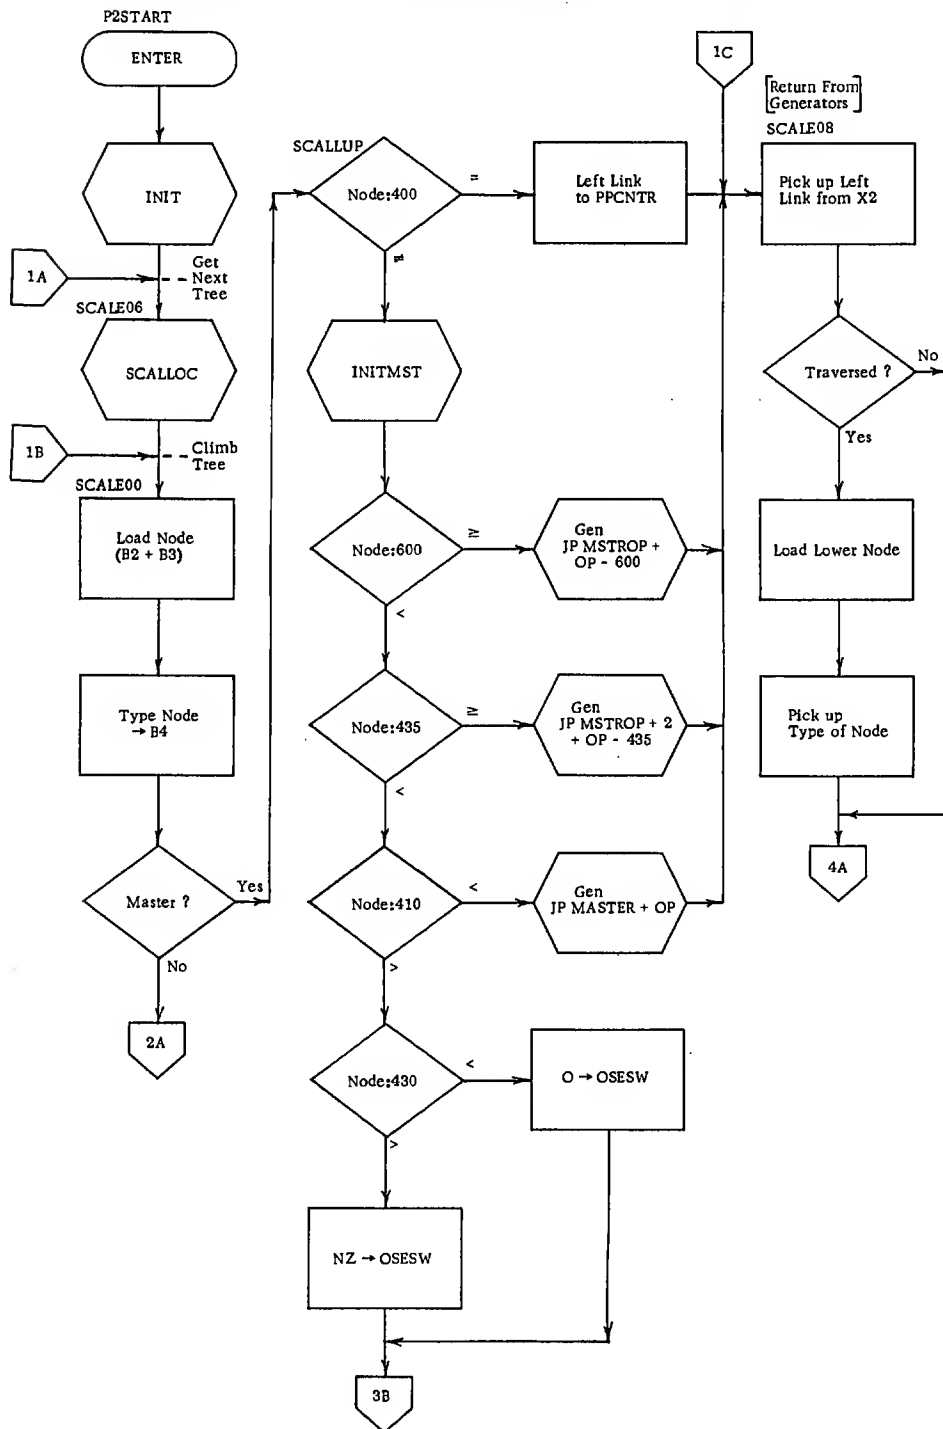 P2START
ENTER
INIT
1A
Get
Next
Tree
SCALE06
SCALLOC
1B
Climb
Tree
SCALE00
Load Node
(B2 + B3)
Type Node
→ B4
Master ?
Yes
No
2A
SCALLUP
Node:400
=
≠
INITMST
Node:600
≥
<
Gen
JP MSTROP +
OP - 600
Node:435
≥
<
Gen
JP MSTROP + 2
+ OP - 435
Node:410
<
>
Gen
JP MASTER + OP
Node:430
<
>
O → OSESW
NZ → OSESW
3B
Left Link
to PPCNTR
1C
[Return From
Generators]
SCALE08
Pick up Left
Link from X2
Traversed ?
No
Yes
Load Lower Node
Pick up
Type of Node
4A